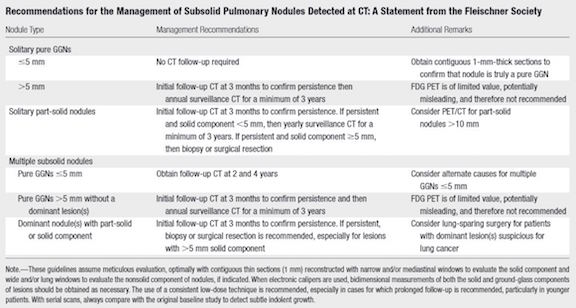 Recommendations for the Management of Subsolid Pulmonary Nodules Detected at CT: A Statement from the Fleischner Society
Nodule Type Management Recommendations Additional Remarks
Solitary pure GGNs
≤5 mm No CT follow-up required Obtain contiguous 1-mm-thick sections to
confirm that nodule is truly a pure GGN
>5 mm Initial follow-up CT at 3 months to confirm persistence then FDG PET is of limited value, potentially
annual surveillance CT for a minimum of 3 years misleading, and therefore not recommended
Solitary part-solid nodules Initial follow-up CT at 3 months to confirm persistence. If persistent Consider PET/CT for part-solid
and solid component <5 mm, then yearly surveillance CT for a nodules >10 mm
minimum of 3 years. If persistent and solid component ≥5 mm,
then biopsy or surgical resection
Multiple subsolid nodules
Pure GGNs ≤5 mm Obtain follow-up CT at 2 and 4 years Consider alternate causes for multiple
GGNs ≤5 mm
Pure GGNs >5 mm without a Initial follow-up CT at 3 months to confirm persistence and then FDG PET is of limited value, potentially
dominant lesion(s) annual surveillance CT for a minimum of 3 years misleading, and therefore not recommended
Dominant nodule(s) with part-solid Initial follow-up CT at 3 months to confirm persistence. If persistent, Consider lung-sparing surgery for patients
or solid component biopsy or surgical resection is recommended, especially for lesions with dominant lesion(s) suspicious for
with >5 mm solid component lung cancer
Note.—These guidelines assume meticulous evaluation, optimally with contiguous thin sections (1 mm) reconstructed with narrow and/or mediastinal windows to evaluate the solid component and
wide and/or lung windows to evaluate the nonsolid component of nodules, if indicated. When electronic calipers are used, bidimensional measurements of both the solid and ground-glass components
of lesions should be obtained as necessary. The use of a consistent low-dose technique is recommended, especially in cases for which prolonged follow-up is recommended, particularly in younger
patients. With serial scans, always compare with the original baseline study to detect subtle indolent growth.